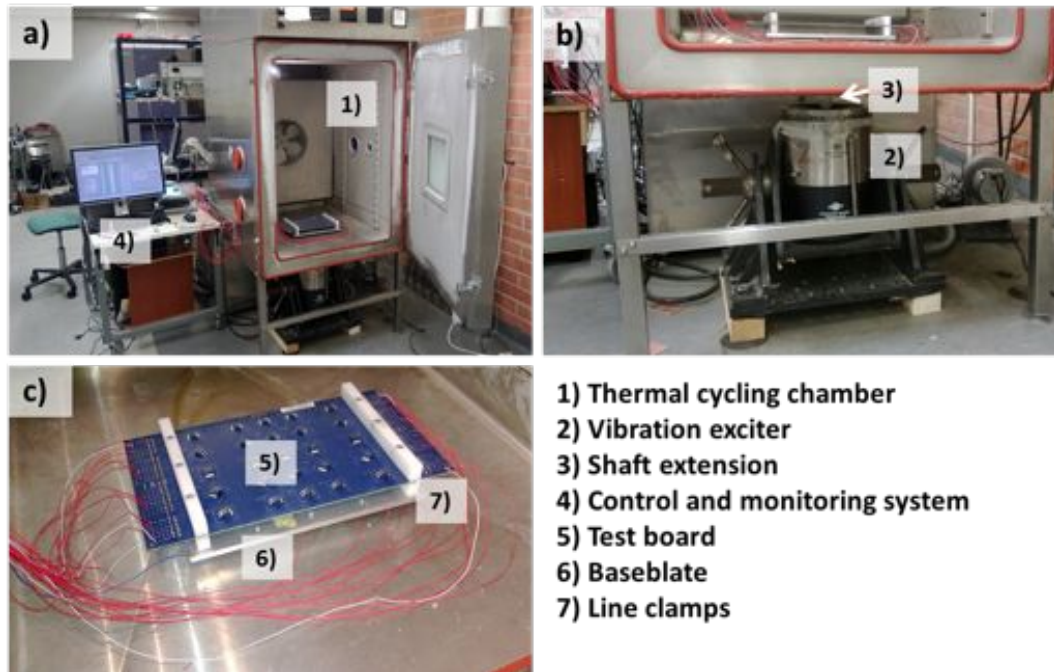 a)
1)
4)
b)
3)
2)
c)
5)
7)
6)
1) Thermal cycling chamber
2) Vibration exciter
3) Shaft extension
4) Control and monitoring system
5) Test board
6) Baseblate
7) Line clamps